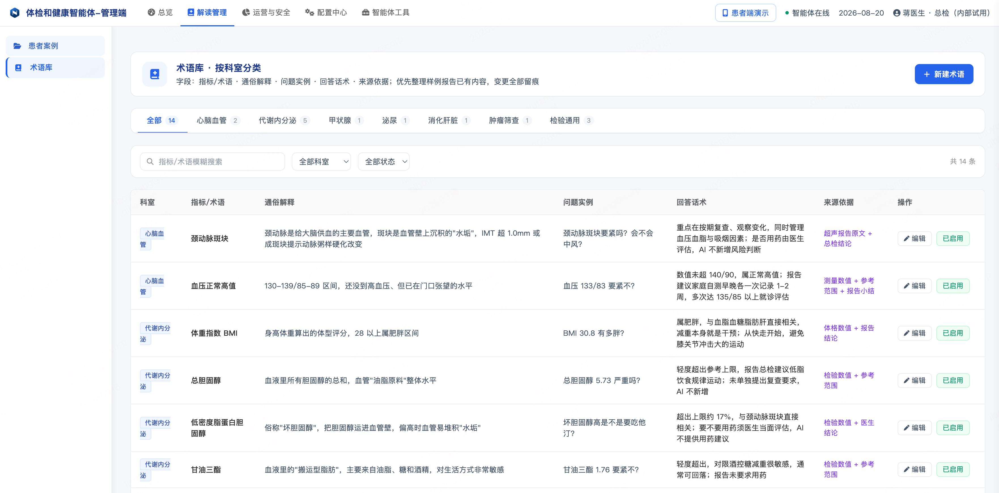 体检和健康智能体-管理端
总览
解读管理
运营与安全
配置中心
智能体工具
患者端演示
智能体在线
2026-08-20
蒋医生 · 总检（内部试用）
患者案例
术语库
术语库 · 按科室分类
字段：指标/术语 · 通俗解释 · 问题实例 · 回答话术 · 来源依据；优先整理样例报告已有内容，变更全部留痕
+ 新建术语
全部 14
心脑血管 2
代谢内分泌 5
甲状腺 1
泌尿 1
消化肝脏 1
肿瘤筛查 1
检验通用 3
指标/术语模糊搜索
全部科室
全部状态
共 14 条
科室
指标/术语
通俗解释
问题实例
回答话术
来源依据
操作
心脑血
管
颈动脉斑块
颈动脉是给大脑供血的主要血管，斑块是血管壁上沉积的"水垢"，IMT 超 1.0mm 或
成斑块提示动脉粥样硬化改变
颈动脉斑块要紧吗？会不会
中风？
重点在按期复查、观察变化，同时管理
血压血脂与吸烟因素；是否用药由医生
评估，AI 不新增风险判断
超声报告原文 +
总检结论
编辑
已启用
心脑血
管
血压正常高值
130-139/85-89 区间，还没到高血压、但已在门口张望的水平
血压 133/83 要紧不？
数值未超 140/90，属正常高值；报告
建议家庭自测早晚各一次记录 1-2
周，多次达 135/85 以上就诊评估
测量数值 + 参考
范围 + 报告小结
编辑
已启用
代谢内分
泌
体重指数 BMI
身高体重算出的体型评分，28 以上属肥胖区间
BMI 30.8 有多胖？
属肥胖，与血脂血糖脂肪肝直接相关，
减重本身就是干预；从快走开始，避免
膝关节冲击大的运动
体格数值 + 报告
结论
编辑
已启用
代谢内分
泌
总胆固醇
血液里所有胆固醇的总和，血管"油脂原料"整体水平
总胆固醇 5.73 严重吗？
轻度超出参考上限，报告总检建议低脂
饮食规律运动；未单独提出复查要求，
AI 不新增
检验数值 + 参考
范围
编辑
已启用
代谢内分
泌
低密度脂蛋白胆
固醇
俗称"坏胆固醇"，把胆固醇运进血管壁，偏高时血管易堆积"水垢"
坏胆固醇高是不是要吃他
汀？
超出上限约 17%，与颈动脉斑块直接
相关；要不要用药须医生当面评估，AI
不提供用药建议
检验数值 + 医生
结论
编辑
已启用
代谢内分
泌
甘油三酯
血液里的"搬运型脂肪"，主要来自油脂、糖和酒精，对生活方式非常敏感
甘油三酯 1.76 要紧不？
轻度超出，对限酒控糖减重很敏感，通
常可回落；报告未要求用药
检验数值 + 参考
范围
编辑
已启用